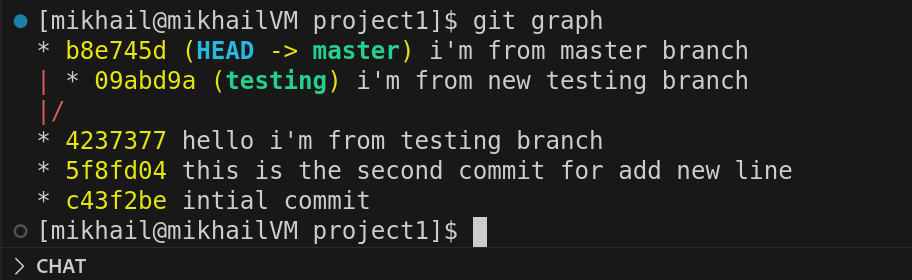 [mikhail@mikhailVM project1]$ git graph
* b8e745d (HEAD -> master) i'm from master branch
| * 09abd9a (testing) i'm from new testing branch
|/
* 4237377 hello i'm from testing branch
* 5f8fd04 this is the second commit for add new line
* c43f2be intial commit
[mikhail@mikhailVM project1]$
> CHAT